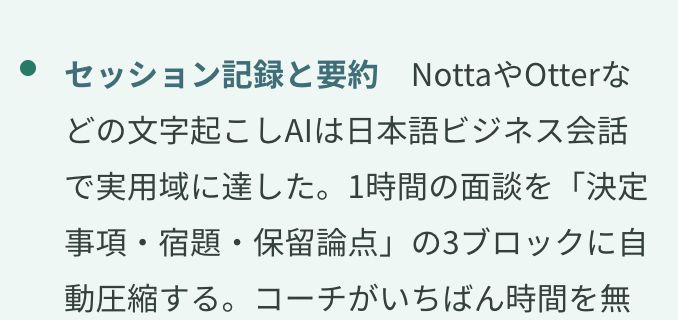 セッション記録と要約　NottaやOtterな
どの文字起こしAIは日本語ビジネス会話
で実用域に達した。1時間の面談を「決定
事項・宿題・保留論点」の3ブロックに自
動圧縮する。コーチがいちばん時間を無